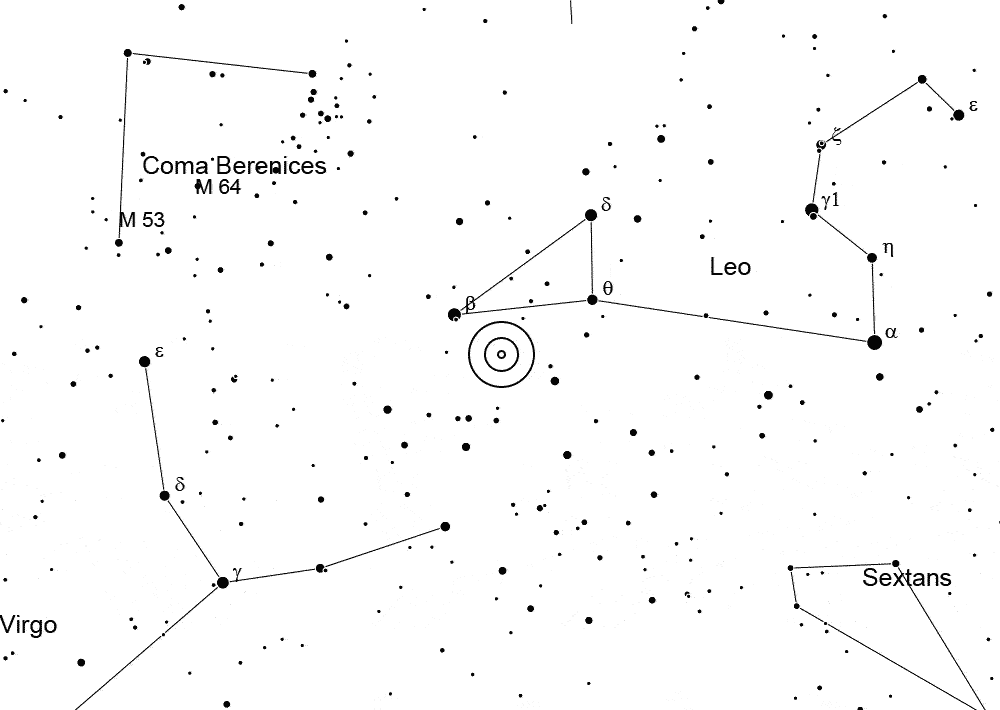 ε
ζ
Coma Berenices
M 64
γ1
δ
M 53
η
Leo
θ
β
α
ε
δ
γ
Sextans
Virgo